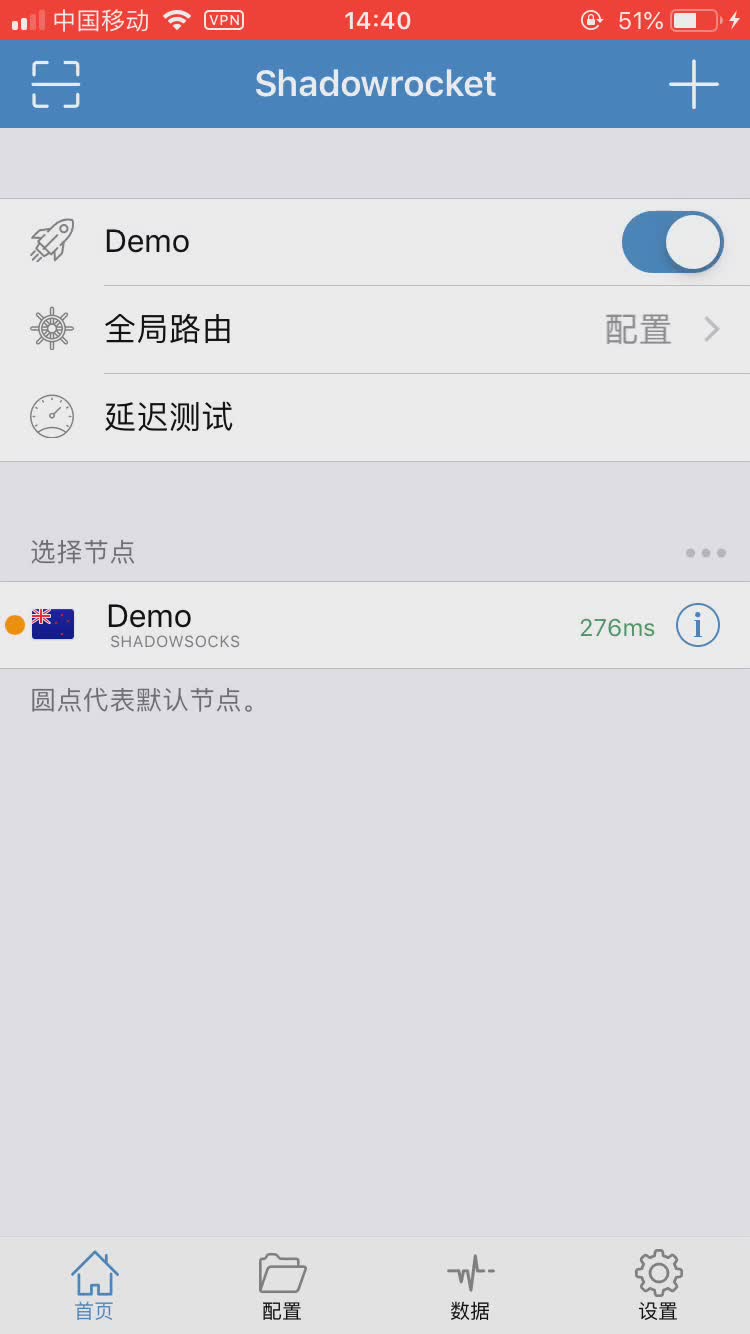 中国移动 VPN 14:40 51%
Shadowrocket
Demo
全局路由 配置
延迟测试
选择节点
Demo 276ms
SHADOWSOCKS
圆点代表默认节点。
首页 配置 数据 设置